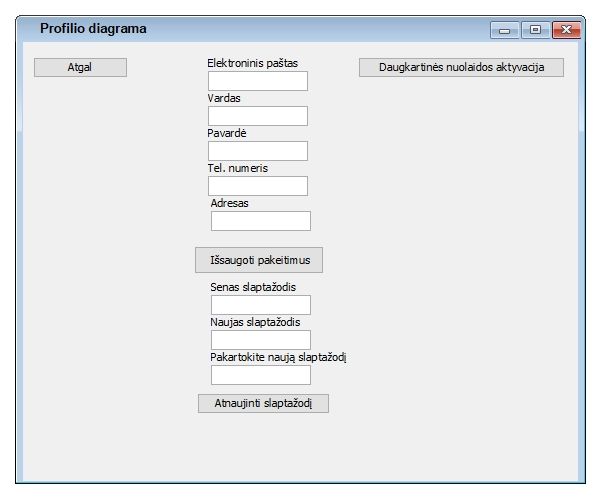 Profilio diagrama
Atgal
Elektroninis paštas
Daugkartinės nuolaidos aktyvacija
Vardas
Pavardė
Tel. numeris
Adresas
Išsaugoti pakeitimus
Senas slaptažodis
Naujas slaptažodis
Pakartokite naują slaptažodį
Atnaujinti slaptažodį